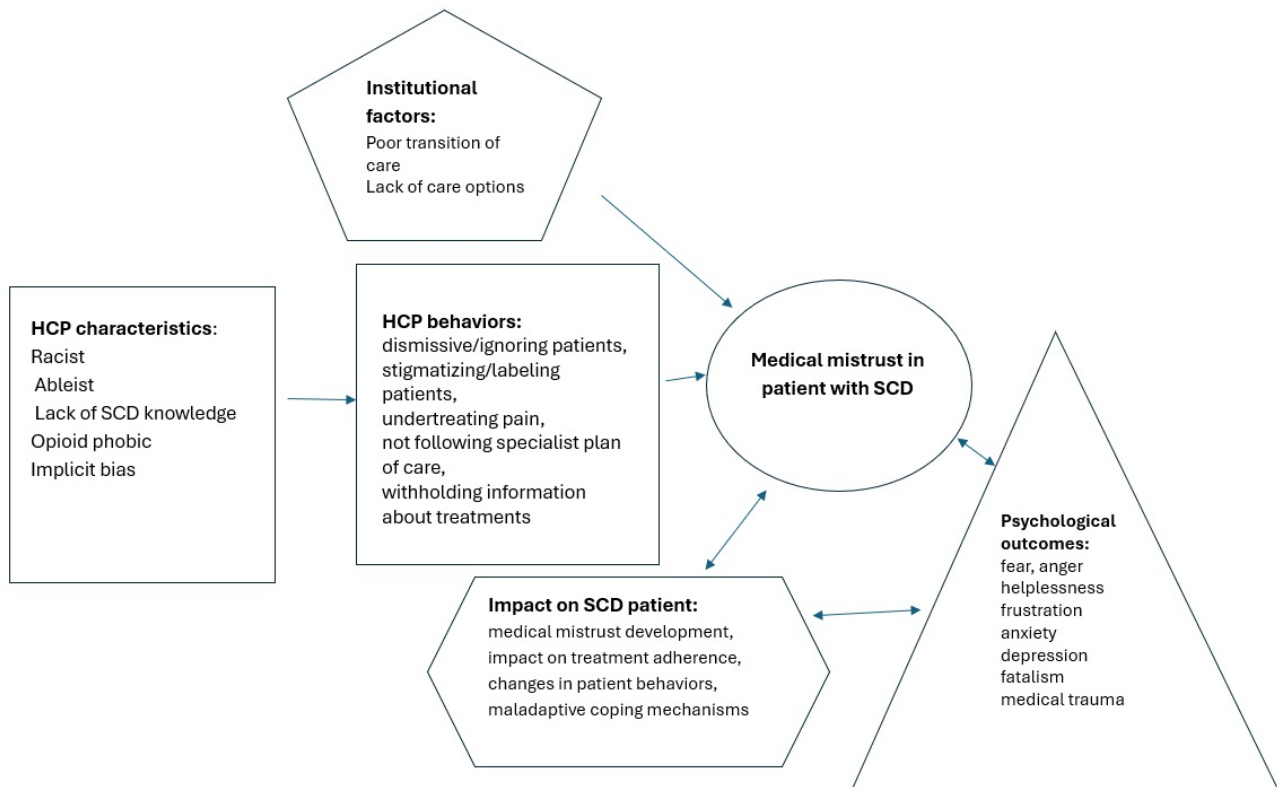 Institutional
factors:
Poor transition of
care
Lack of care options
HCP characteristics:
Racist
Ableist
Lack of SCD knowledge
Opioid phobic
Implicit bias
HCP behaviors:
dismissive/ignoring patients,
stigmatizing/labeling
patients,
undertreating pain,
not following specialist plan
of care,
withholding information
about treatments
Medical mistrust in
patient with SCD
Impact on SCD patient:
medical mistrust development,
impact on treatment adherence,
changes in patient behaviors,
maladaptive coping mechanisms
Psychological
outcomes:
fear, anger
helplessness
frustration
anxiety
depression
fatalism
medical trauma